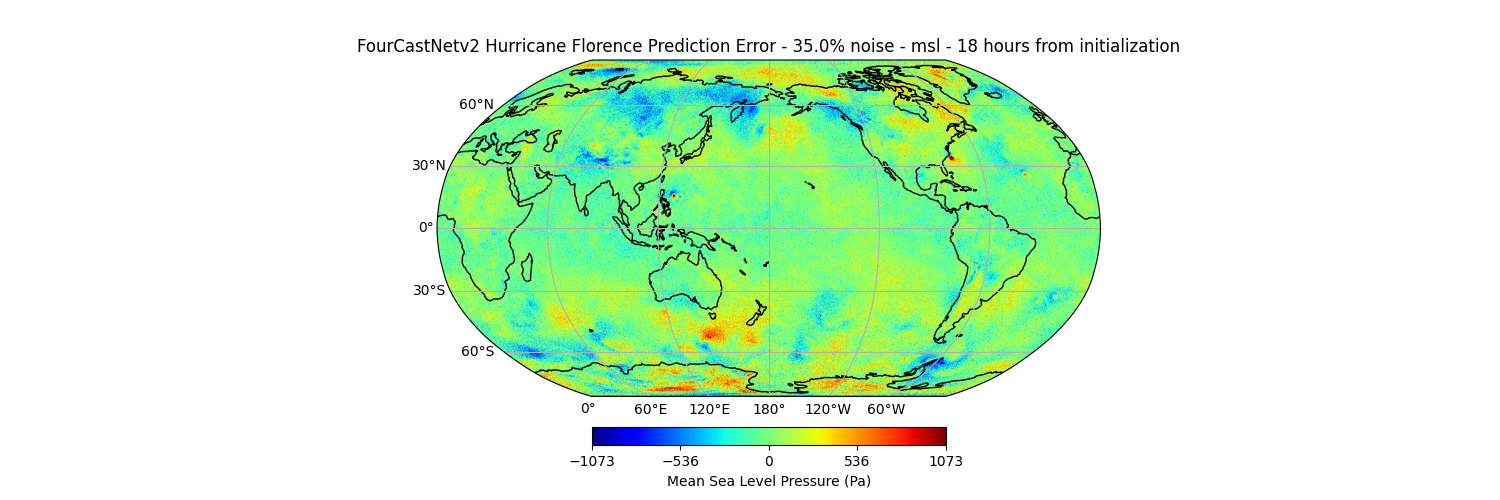 FourCastNetv2 Hurricane Florence Prediction Error - 35.0% noise - msl - 18 hours from initialization
60°N
30°N
0°
30°S
60°S
0° 60°E 120°E 180° 120°W 60°W
−1073 −536 0 536 1073
Mean Sea Level Pressure (Pa)